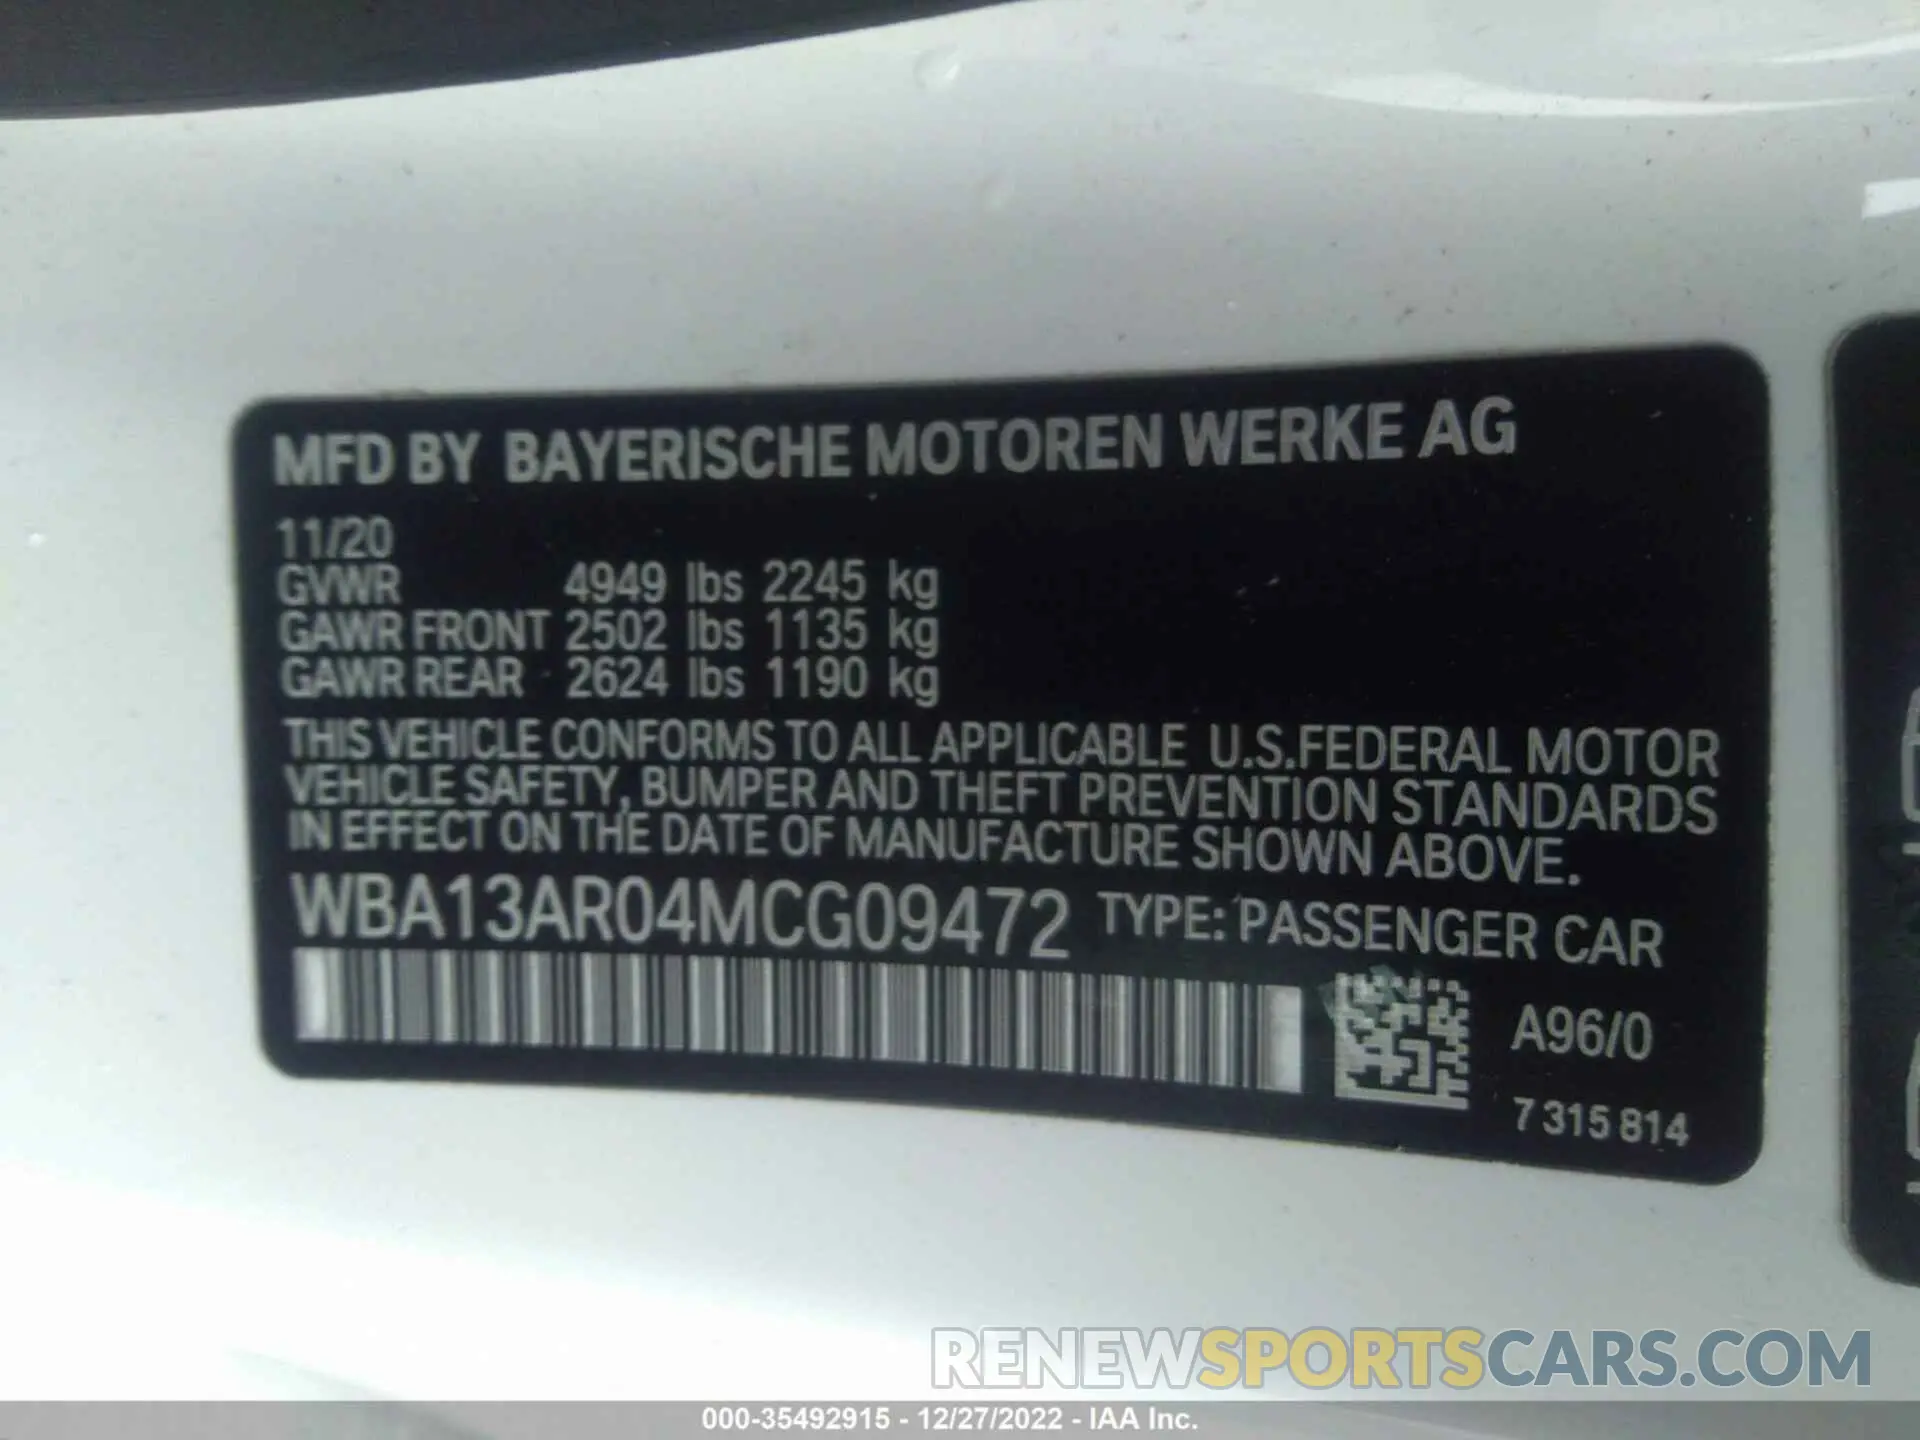 MFD BY BAYERISCHE MOTOREN WERKE AG
11/20
GVWR 4949 lbs 2245 kg
GAWR FRONT 2502 lbs 1135 kg
GAWR REAR 2624 lbs 1190 kg
THIS VEHICLE CONFORMS TO ALL APPLICABLE U.S.FEDERAL MOTOR
VEHICLE SAFETY, BUMPER AND THEFT PREVENTION STANDARDS
IN EFFECT ON THE DATE OF MANUFACTURE SHOWN ABOVE.
WBA13AR04MCG09472 TYPE: PASSENGER CAR
A96/0
7 315 814
RENEWSPORTSCARS.COM
000-35492915 - 12/27/2022 - IAA Inc.